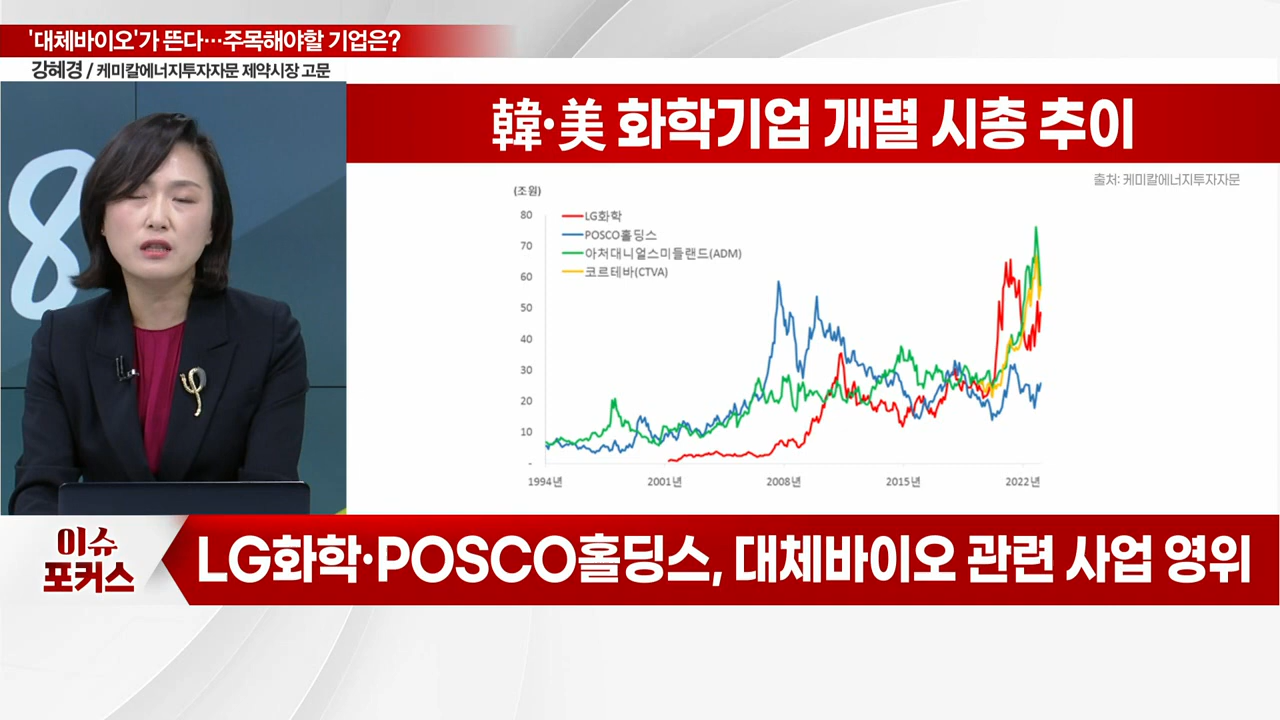 '대체바이오'가 뜬다…주목해야할 기업은?
강혜경 / 케미칼에너지투자자문 제약시장 고문
8
韓·美 화학기업 개별 시총 추이
출처: 케미칼에너지투자자문
(조원)
80
70
60
50
40
30
20
10
-
LG화학
POSCO홀딩스
아처대니얼스미들랜드(ADM)
코르테바(CTVA)
1994년 2001년 2008년 2015년 2022년
이슈
포커스
LG화학·POSCO홀딩스, 대체바이오 관련 사업 영위